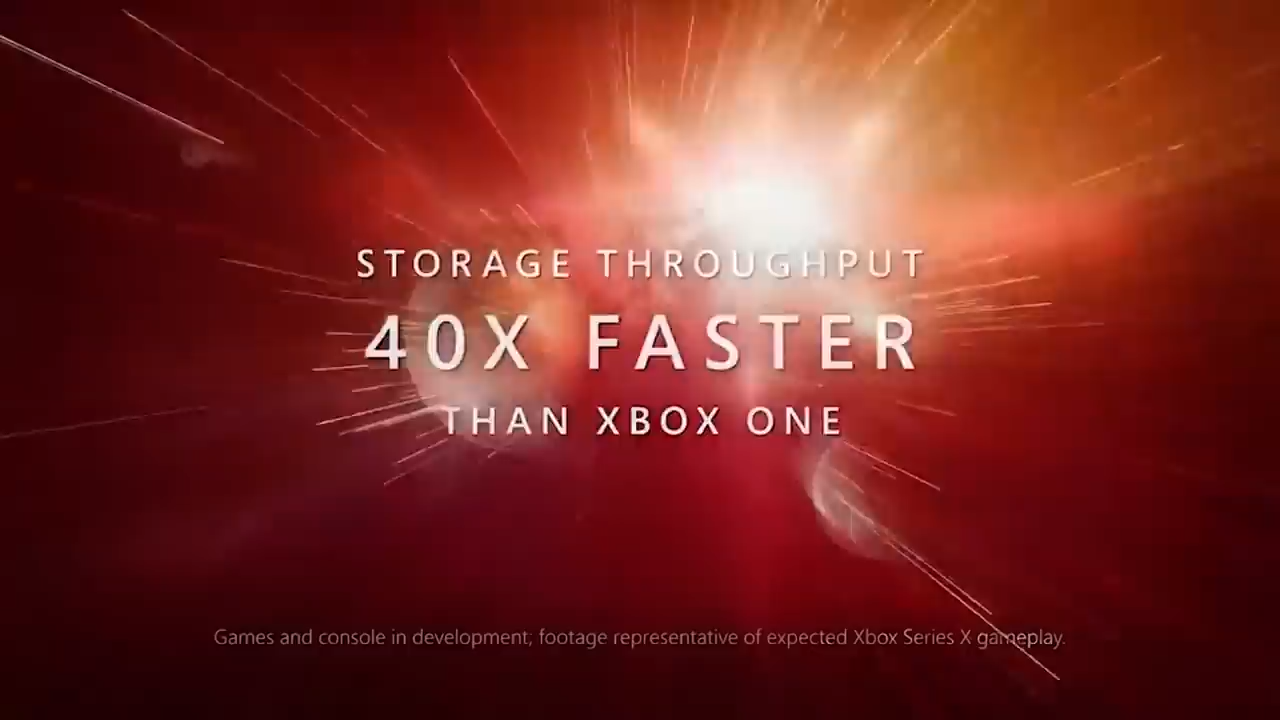 STORAGE THROUGHPUT
40X FASTER
THAN XBOX ONE
Games and console in development; footage representative of expected Xbox Series X gameplay.